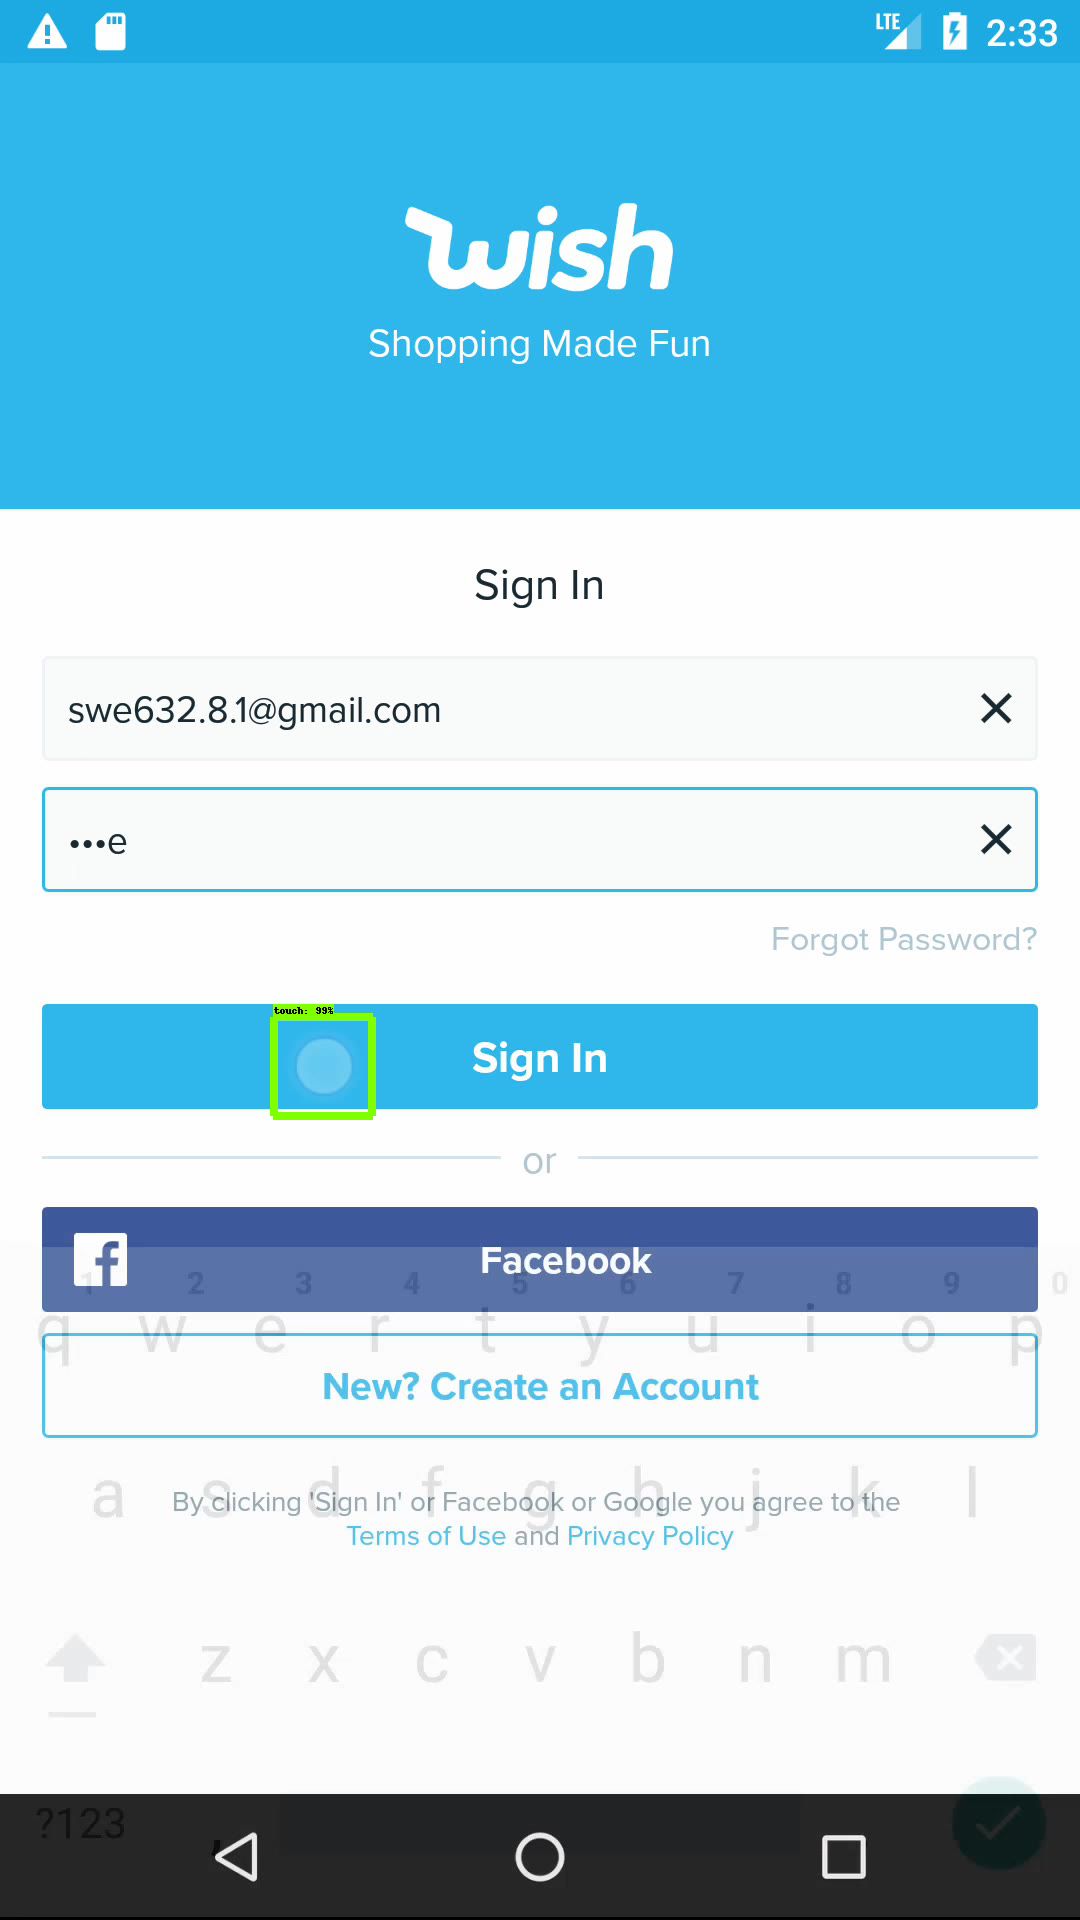 LTE 2:33
wish
Shopping Made Fun
Sign In
swe632.8.1@gmail.com
•••e
Forgot Password?
touch: 99%
Sign In
or
Facebook
1 2 3 4 5 6 7 8 9 0
q w e r t y u i o p
New? Create an Account
a s d f g h j k l
By clicking 'Sign In' or Facebook or Google you agree to the
Terms of Use and Privacy Policy
z x c v b n m
?123 ,